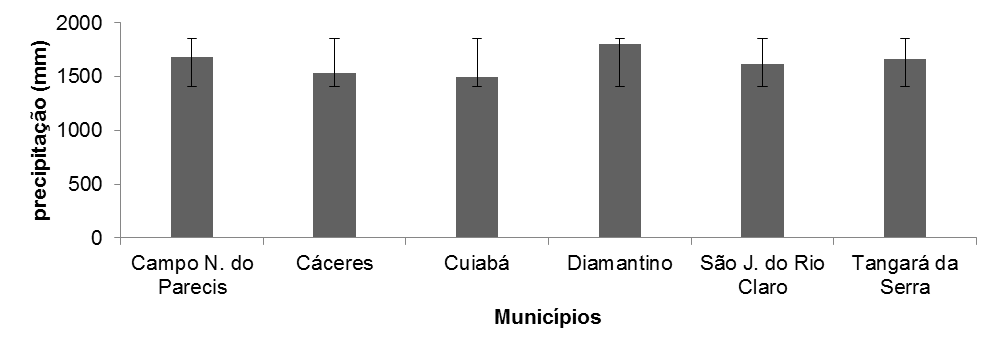 precipitação (mm)
2000
1500
1000
500
0
Campo N. do
Parecis
Cáceres
Cuiabá
Diamantino
São J. do Rio
Claro
Tangará da
Serra
Municípios